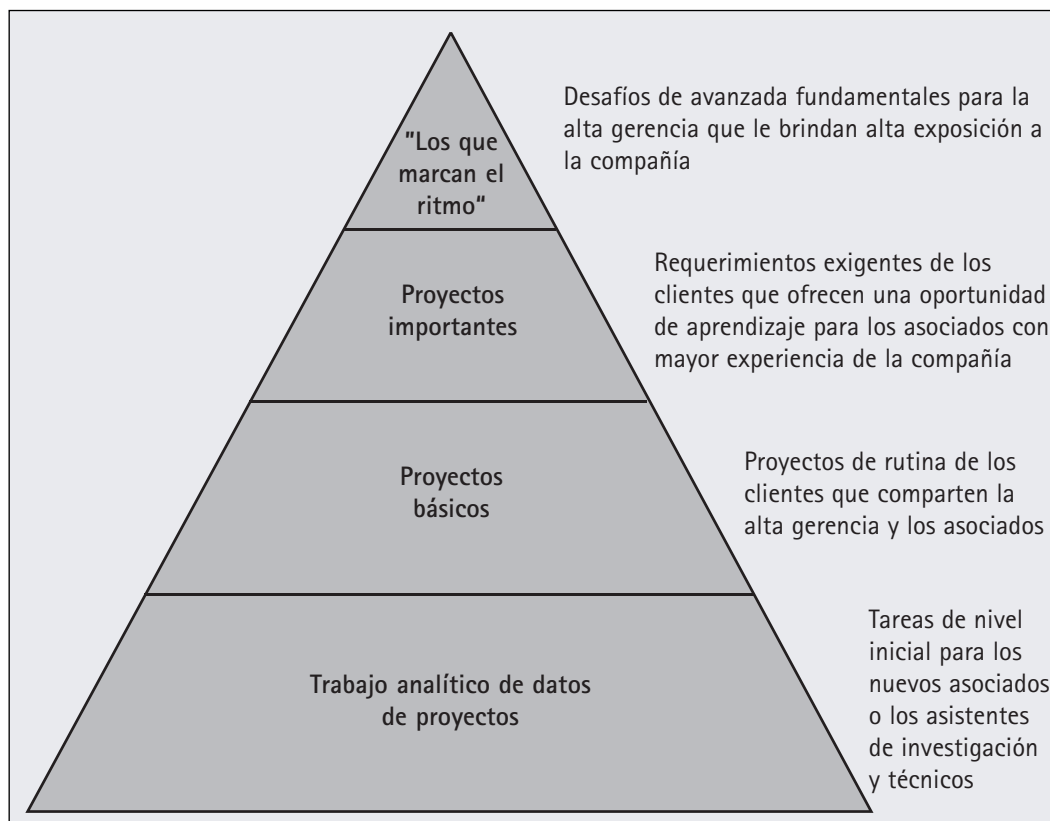 "Los que
marcan el
ritmo"
Desafíos de avanzada fundamentales para la
alta gerencia que le brindan alta exposición a
la compañía
Proyectos
importantes
Requerimientos exigentes de los
clientes que ofrecen una oportunidad
de aprendizaje para los asociados con
mayor experiencia de la compañía
Proyectos
básicos
Proyectos de rutina de los
clientes que comparten la
alta gerencia y los asociados
Trabajo analítico de datos
de proyectos
Tareas de nivel
inicial para los
nuevos asociados
o los asistentes
de investigación
y técnicos